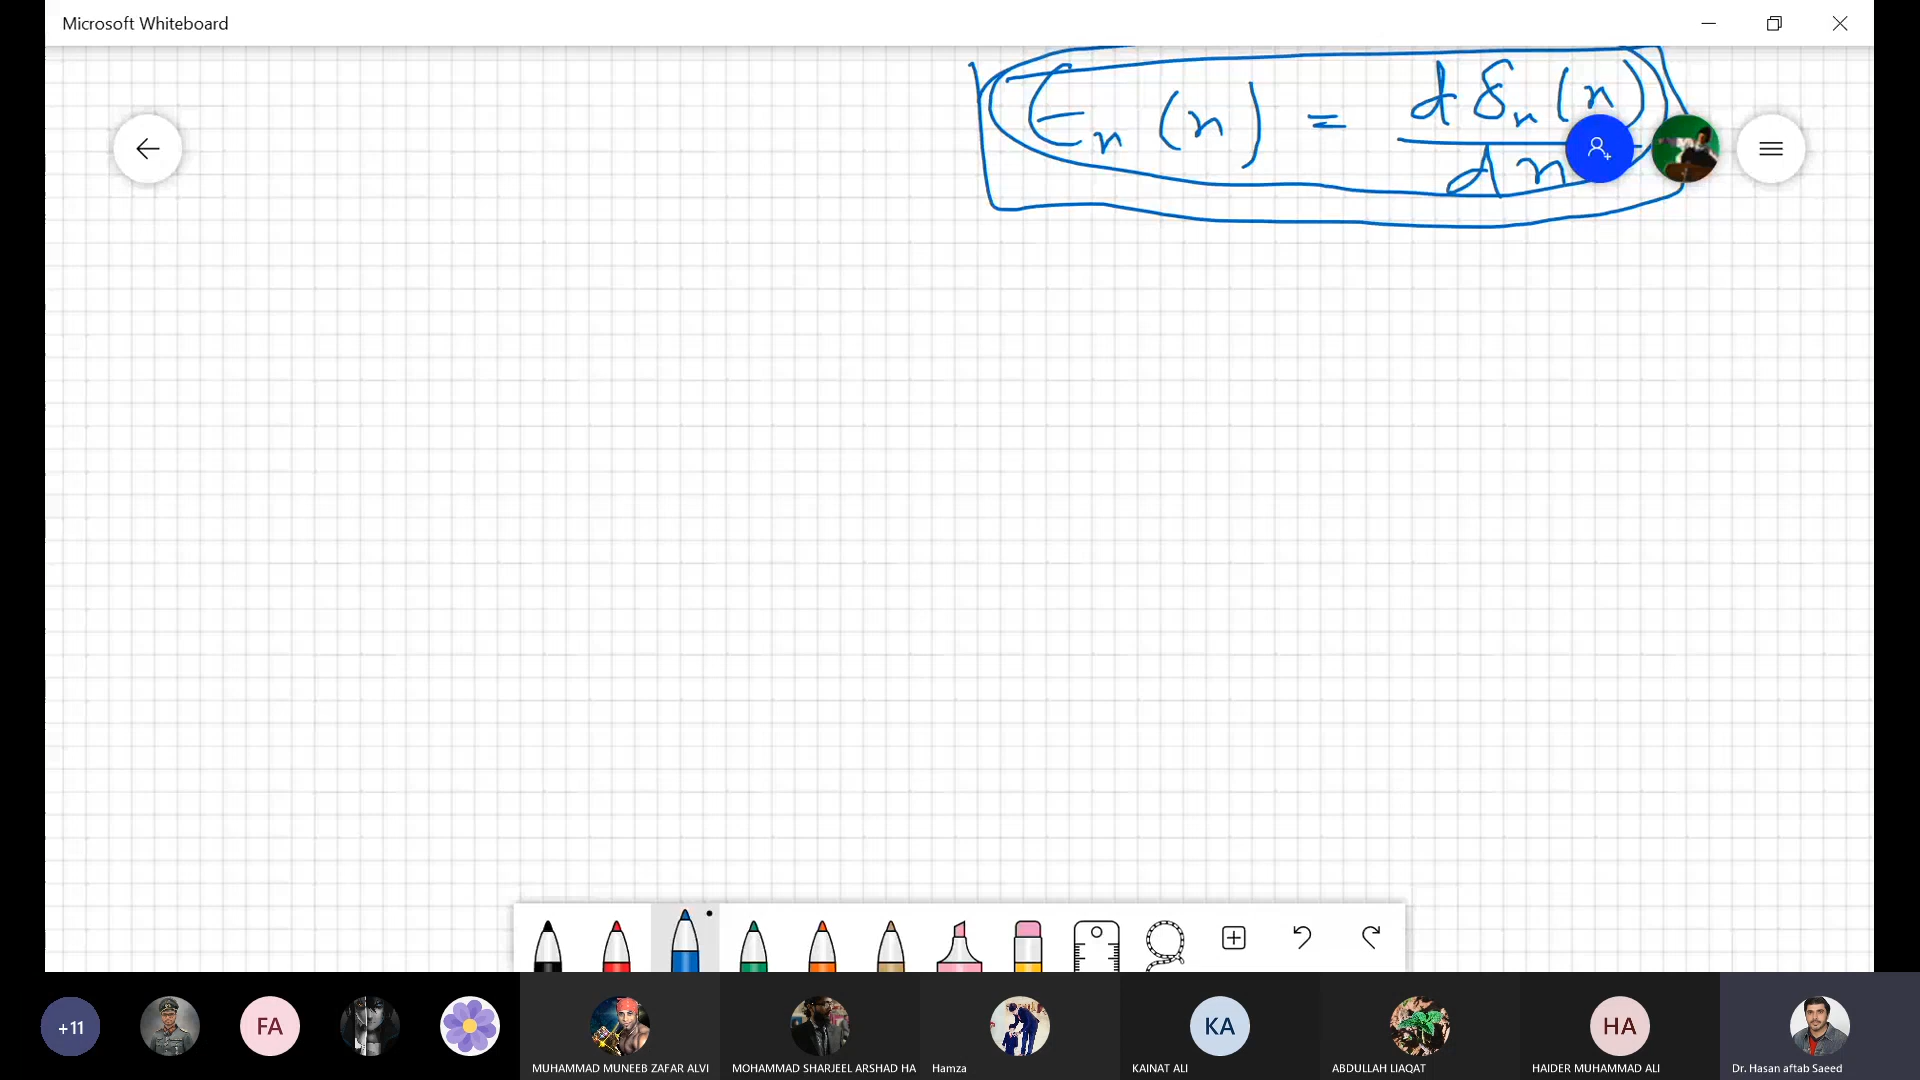 Microsoft Whiteboard
ϵₙ(n) = dδₙ(n) / dn
+11
FA
KA
HA
MUHAMMAD MUNEEB ZAFAR ALVI
MOHAMMAD SHARJEEL ARSHAD HA
Hamza
KAINAT ALI
ABDULLAH LIAQAT
HAIDER MUHAMMAD ALI
Dr. Hasan aftab Saeed